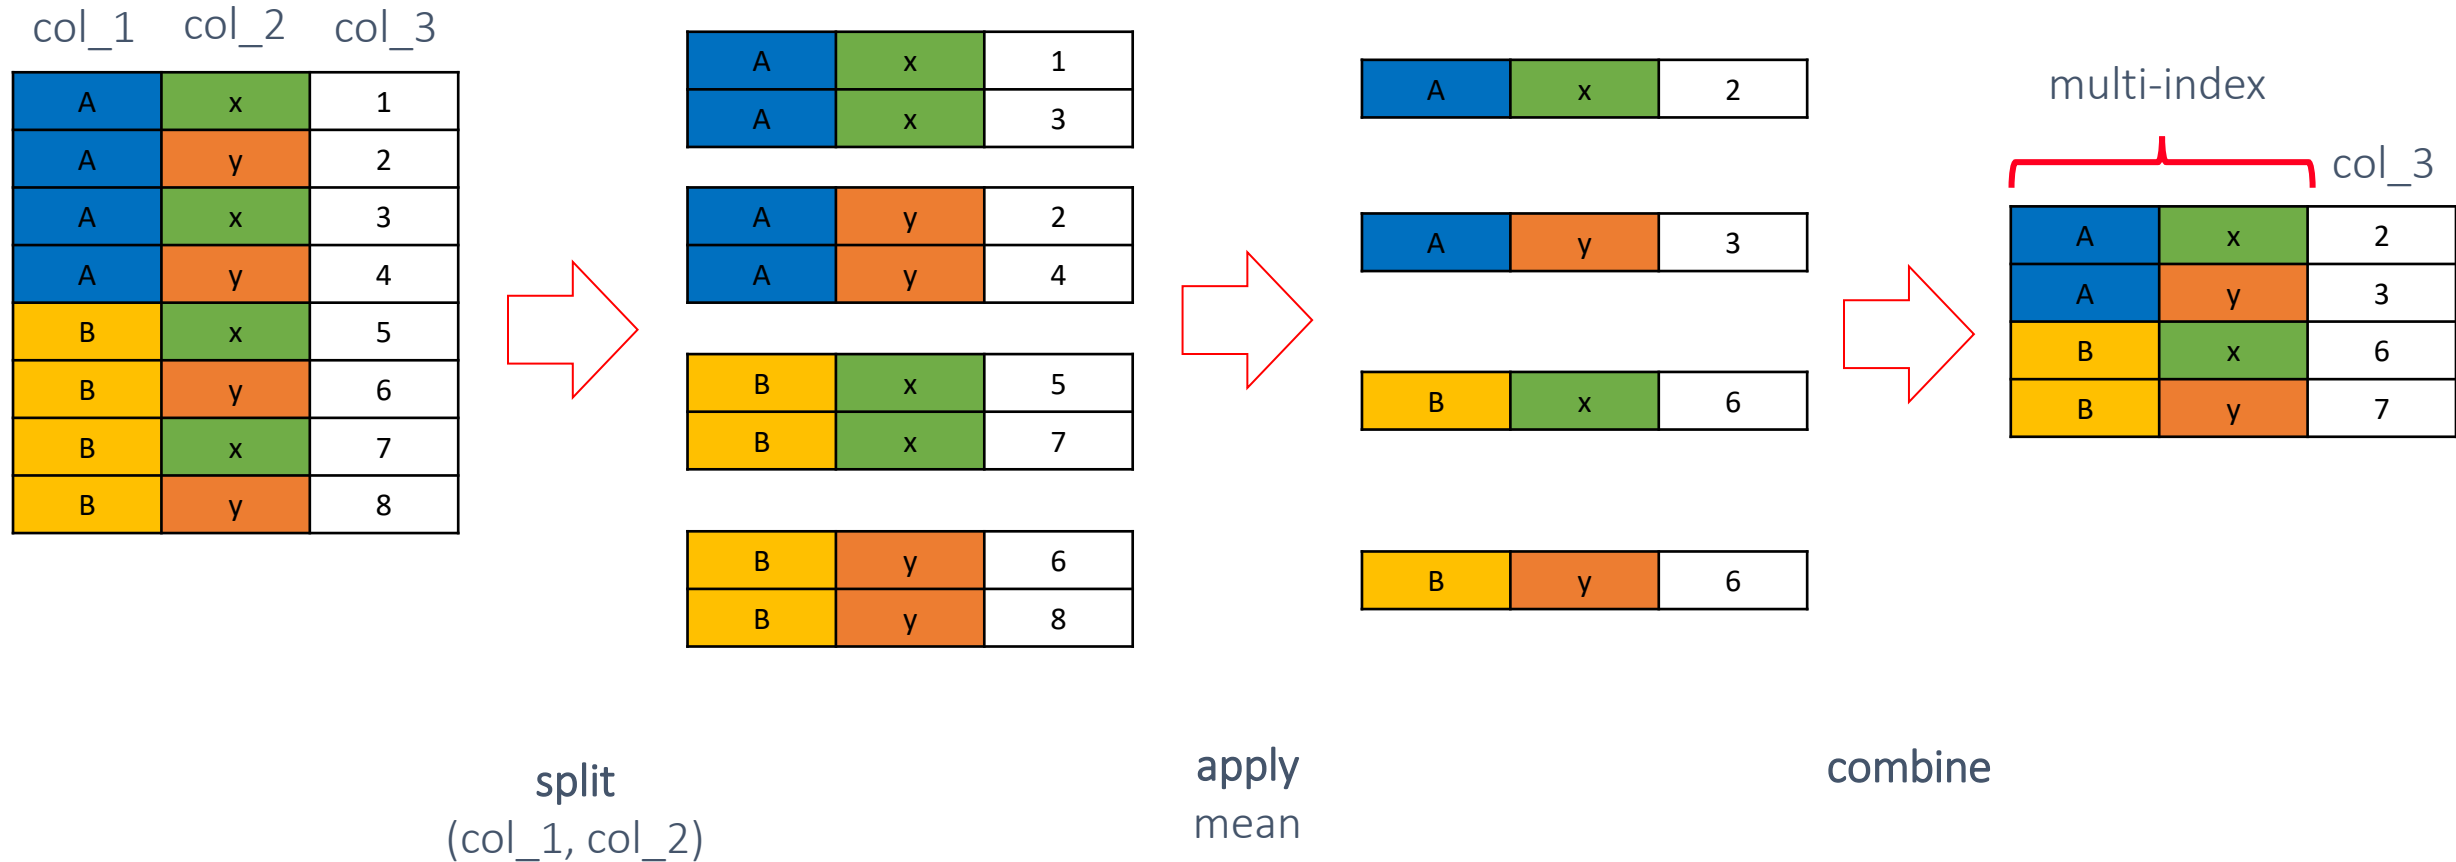 col_1 col_2 col_3
A x 1
A y 2
A x 3
A y 4
B x 5
B y 6
B x 7
B y 8
A x 1
A x 3
A y 2
A y 4
B x 5
B x 7
B y 6
B y 8
A x 2
A y 3
B x 6
B y 6
multi-index
col_3
A x 2
A y 3
B x 6
B y 7
split
(col_1, col_2)
apply
mean
combine